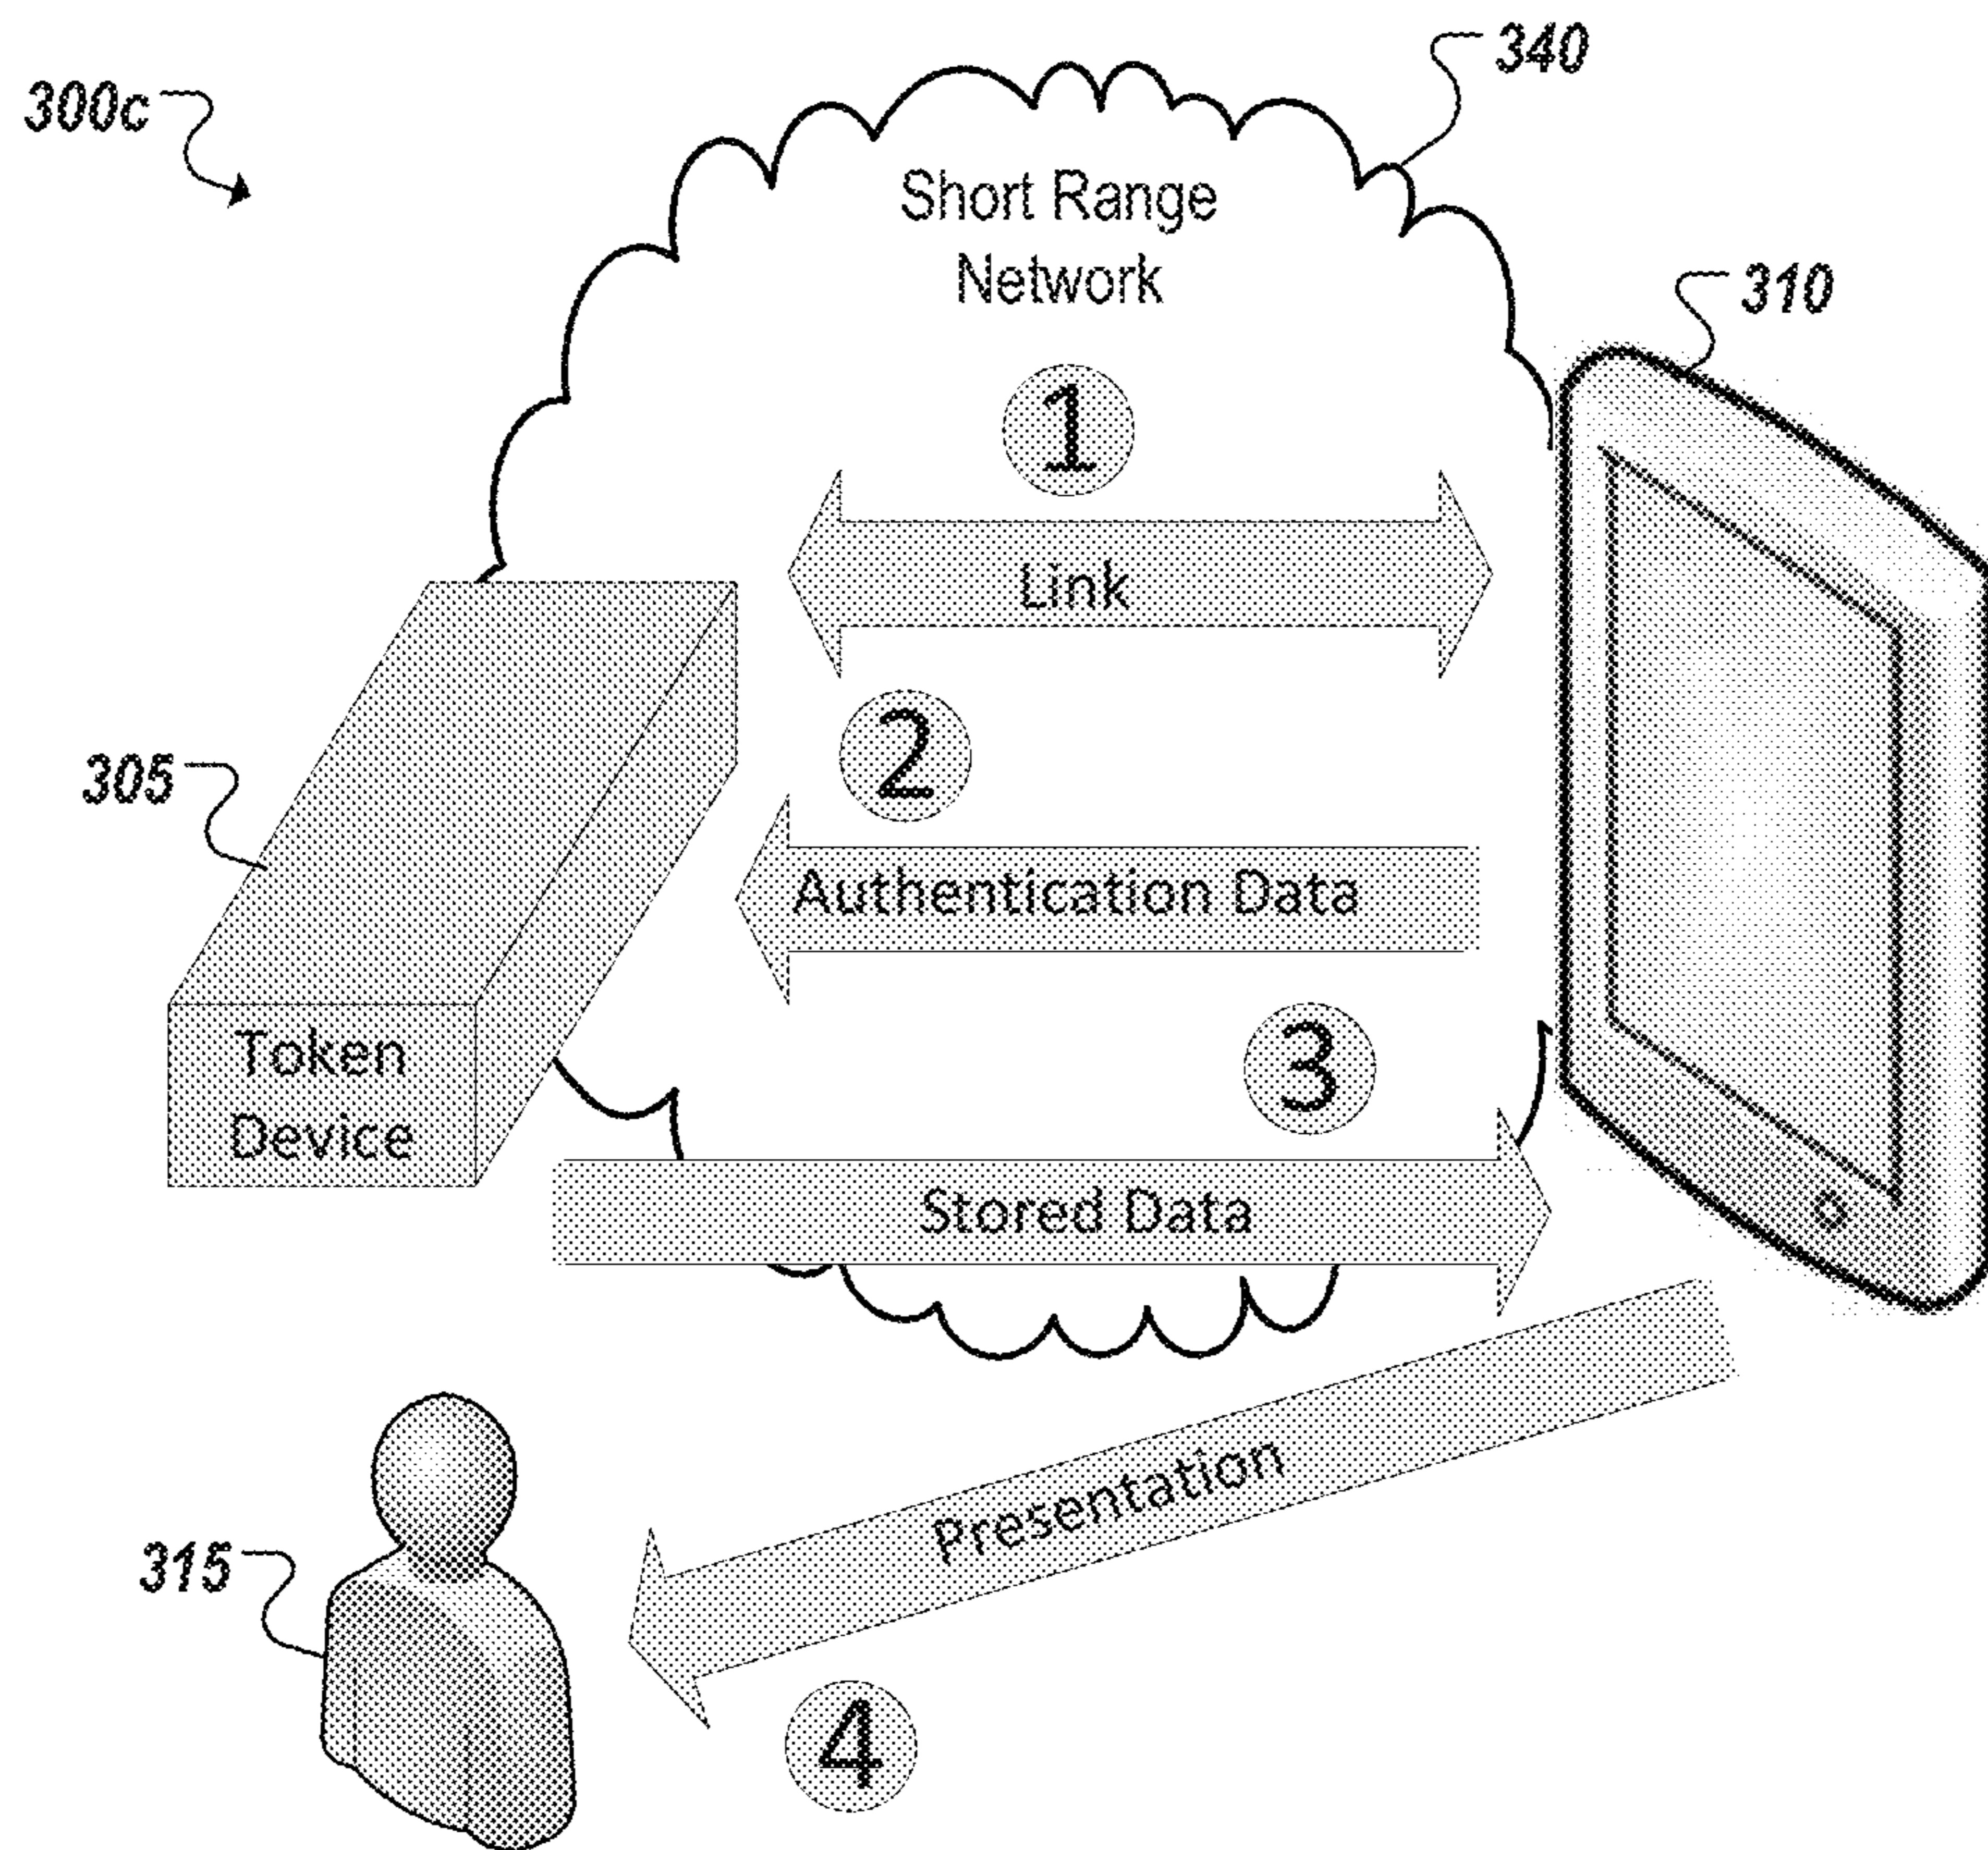 340
300c
Short Range
Network
310
1
Link
2
305
Authentication Data
3
Token
Device
Stored Data
Presentation
315
4